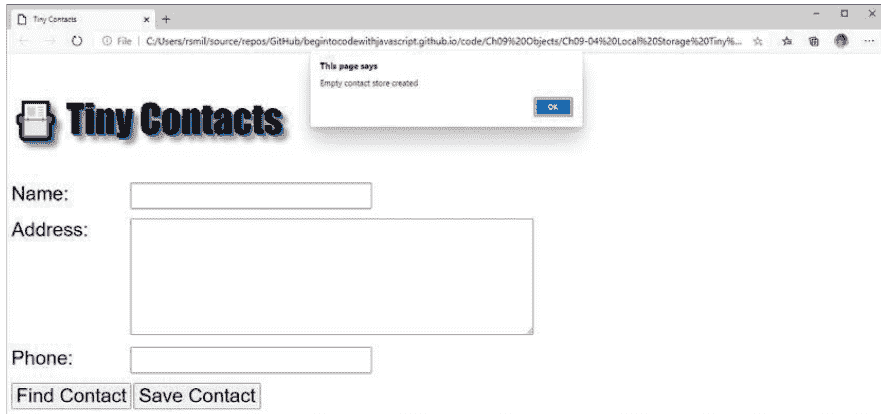 Tiny Contacts
File | C:/Users/rsmil/source/repos/GitHub/begintocodewithjavascript.github.io/code/Ch09%20Objects/Ch09-04%20Local%20Storage%20Tiny%...
This page says
Empty contact store created
OK
Tiny Contacts
Name:
Address:
Phone:
Find Contact Save Contact